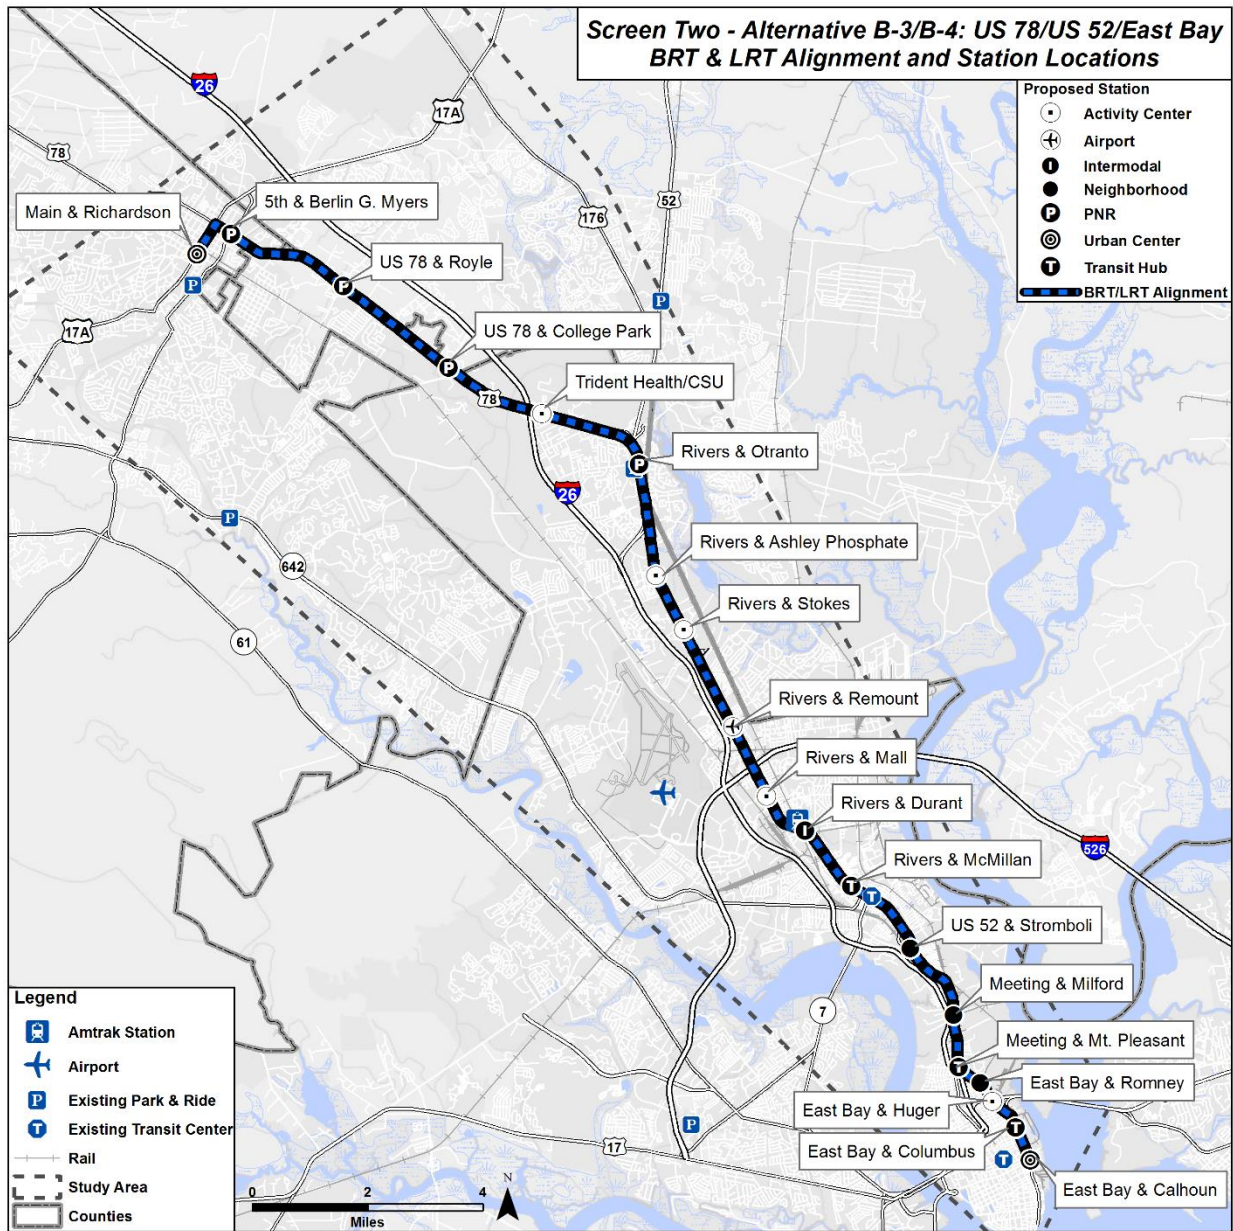 Screen Two - Alternative B-3/B-4: US 78/US 52/East Bay
BRT & LRT Alignment and Station Locations
Proposed Station
Activity Center
Airport
I Intermodal
Neighborhood
P PNR
Urban Center
T Transit Hub
BRT/LRT Alignment
26
17A
78
52
176
Main & Richardson
5th & Berlin G. Myers
P
US 78 & Royle
P
P
P
17A
US 78 & College Park
P
78
Trident Health/CSU
Rivers & Otranto
P
26
P
642
Rivers & Ashley Phosphate
Rivers & Stokes
61
Rivers & Remount
Rivers & Mall
Rivers & Durant
I
526
Rivers & McMillan
T
T
US 52 & Stromboli
Meeting & Milford
7
Meeting & Mt. Pleasant
T
East Bay & Romney
East Bay & Huger
P
East Bay & Columbus
T
17
T
East Bay & Calhoun
Legend
Amtrak Station
Airport
P Existing Park & Ride
T Existing Transit Center
Rail
Study Area
Counties
0 2 4
Miles
N